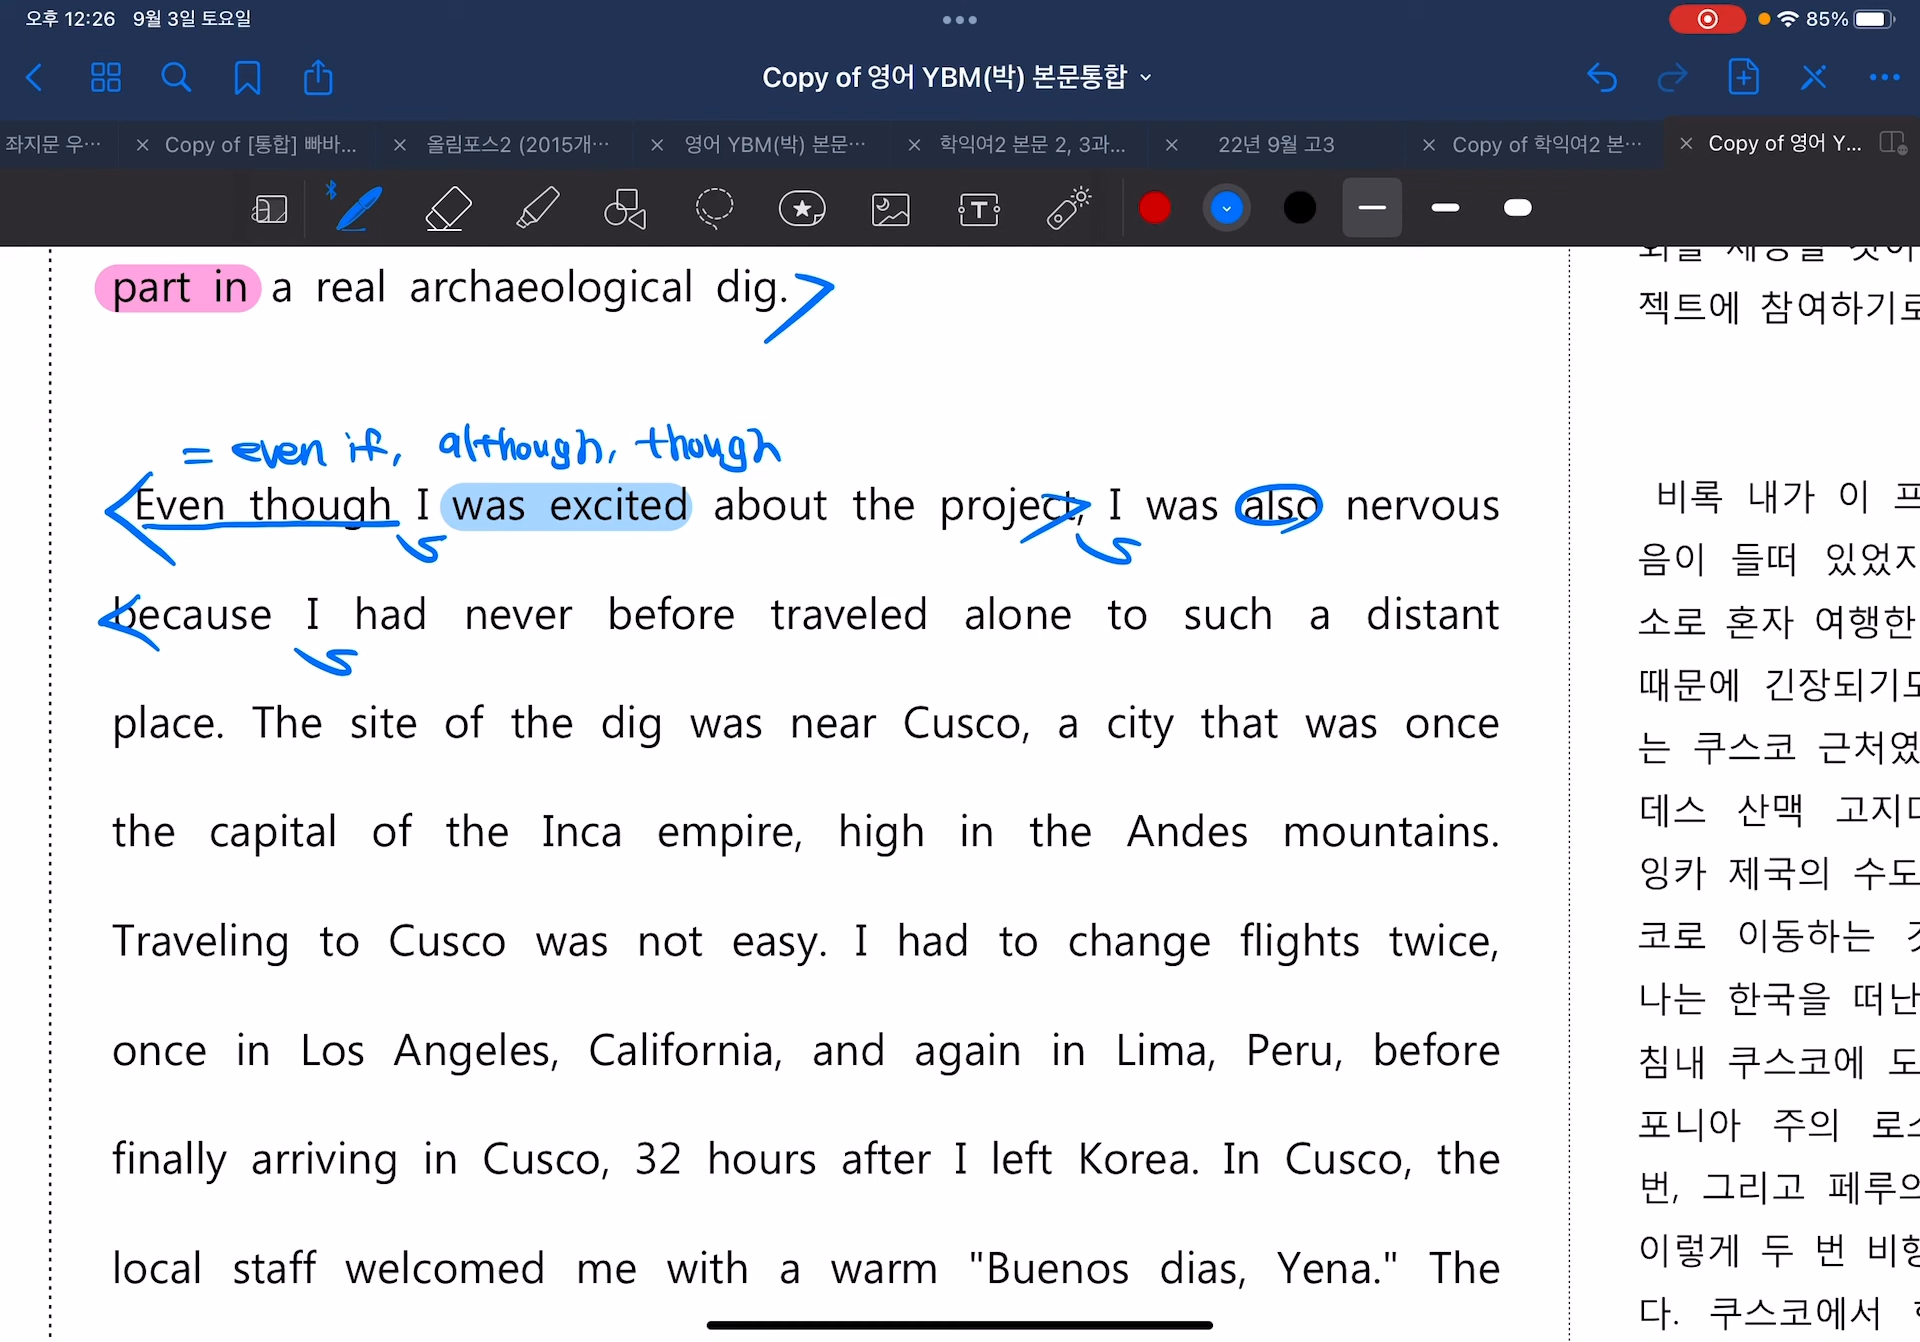 오후 12:26 9월 3일 토요일
85%
Copy of 영어 YBM(박) 본문통합
좌지문 우…
Copy of [통합] 빠바...
올림포스2 (2015개…
영어 YBM(박) 본문…
학익여2 본문 2, 3과...
22년 9월 고3
Copy of 학익여2 본…
Copy of 영어 Y...
part in a real archaeological dig.
= even if, although, though
Even though I was excited about the project, I was also nervous
because I had never before traveled alone to such a distant
place. The site of the dig was near Cusco, a city that was once
the capital of the Inca empire, high in the Andes mountains.
Traveling to Cusco was not easy. I had to change flights twice,
once in Los Angeles, California, and again in Lima, Peru, before
finally arriving in Cusco, 32 hours after I left Korea. In Cusco, the
local staff welcomed me with a warm "Buenos dias, Yena." The
젝트에 참여하기로
비록 내가 이 프
음이 들떠 있었지
소로 혼자 여행한
때문에 긴장되기도
는 쿠스코 근처였
데스 산맥 고지대
잉카 제국의 수도
코로 이동하는 것
나는 한국을 떠난
침내 쿠스코에 도
포니아 주의 로스
번, 그리고 페루의
이렇게 두 번 비행
다. 쿠스코에서